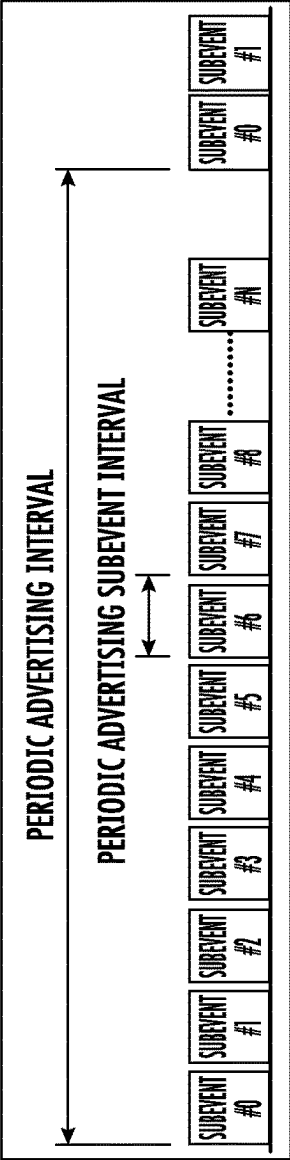 PERIODIC ADVERTISING INTERVAL
PERIODIC ADVERTISING SUBEVENT INTERVAL
SUBEVENT
#0
SUBEVENT
#1
SUBEVENT
#2
SUBEVENT
#3
SUBEVENT
#4
SUBEVENT
#5
SUBEVENT
#6
SUBEVENT
#7
SUBEVENT
#8
SUBEVENT
#N
SUBEVENT
#0
SUBEVENT
#1